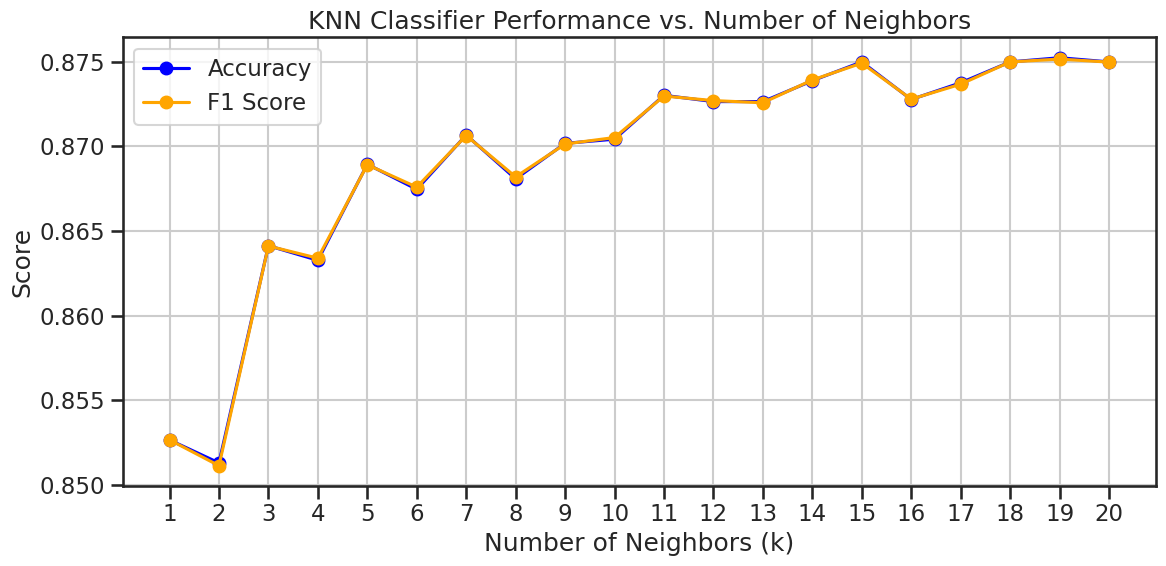 KNN Classifier Performance vs. Number of Neighbors
Accuracy
F1 Score
Score
0.875
0.870
0.865
0.860
0.855
0.850
1 2 3 4 5 6 7 8 9 10 11 12 13 14 15 16 17 18 19 20
Number of Neighbors (k)